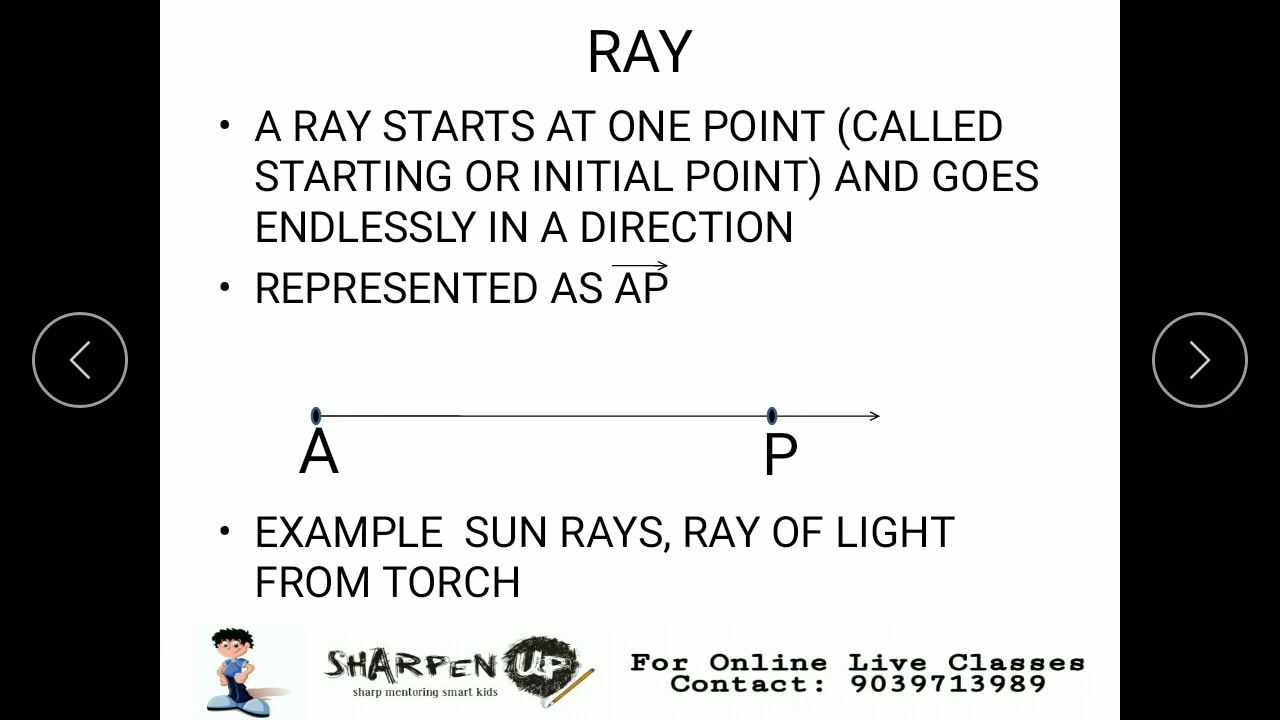 RAY
• A RAY STARTS AT ONE POINT (CALLED
STARTING OR INITIAL POINT) AND GOES
ENDLESSLY IN A DIRECTION
• REPRESENTED AS AP
A
P
• EXAMPLE  SUN RAYS, RAY OF LIGHT
FROM TORCH
SHARPEN UP
sharp mentoring smart kids
For Online Live Classes
Contact: 9039713989